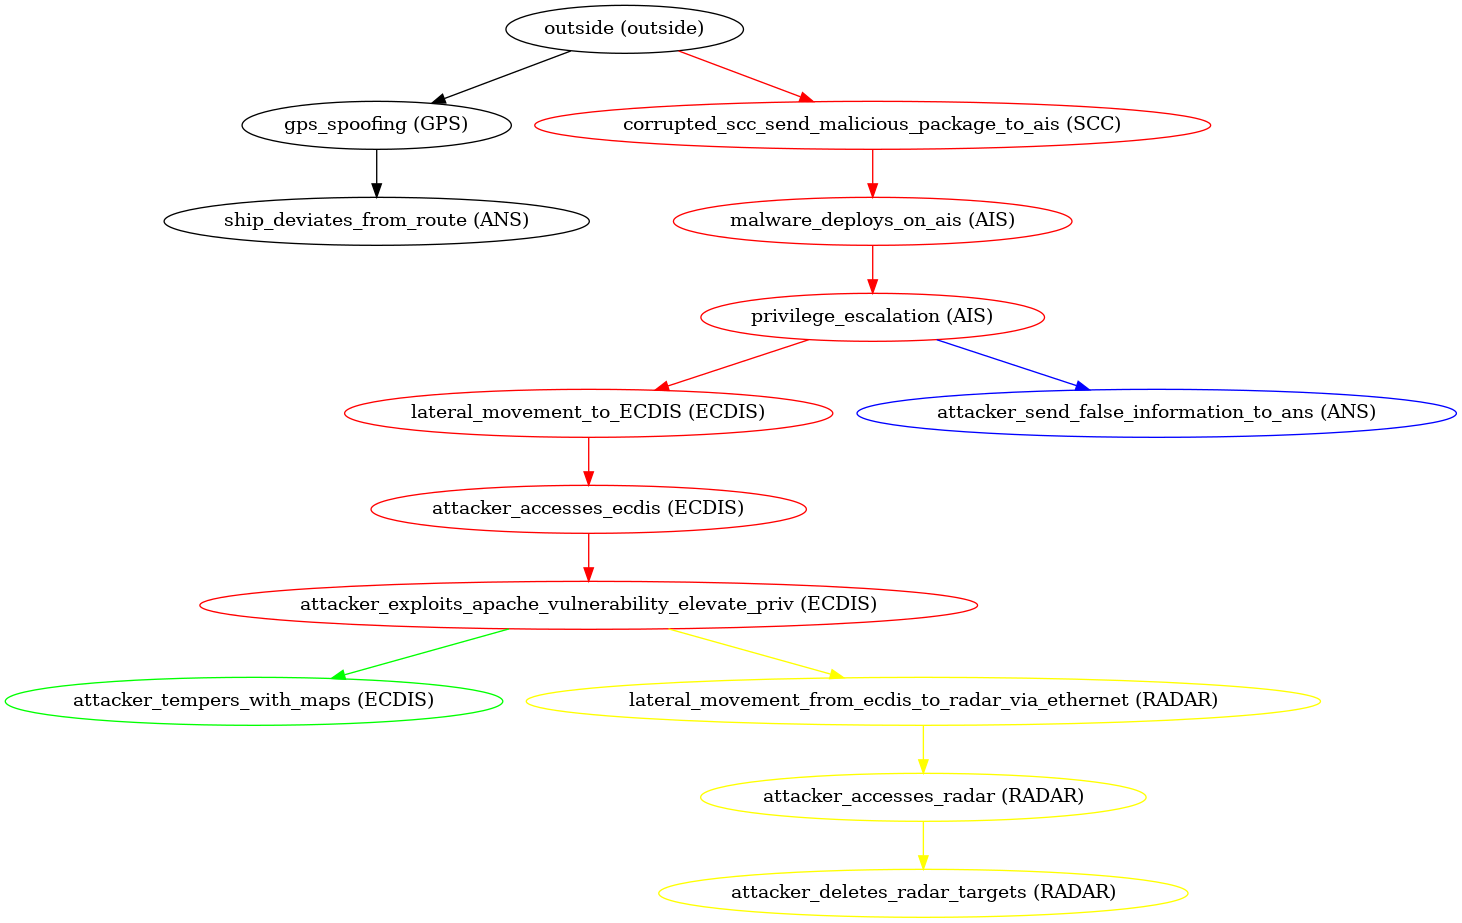 outside (outside)
gps_spoofing (GPS)
corrupted_scc_send_malicious_package_to_ais (SCC)
ship_deviates_from_route (ANS)
malware_deploys_on_ais (AIS)
privilege_escalation (AIS)
lateral_movement_to_ECDIS (ECDIS)
attacker_send_false_information_to_ans (ANS)
attacker_accesses_ecdis (ECDIS)
attacker_exploits_apache_vulnerability_elevate_priv (ECDIS)
attacker_tempers_with_maps (ECDIS)
lateral_movement_from_ecdis_to_radar_via_ethernet (RADAR)
attacker_accesses_radar (RADAR)
attacker_deletes_radar_targets (RADAR)